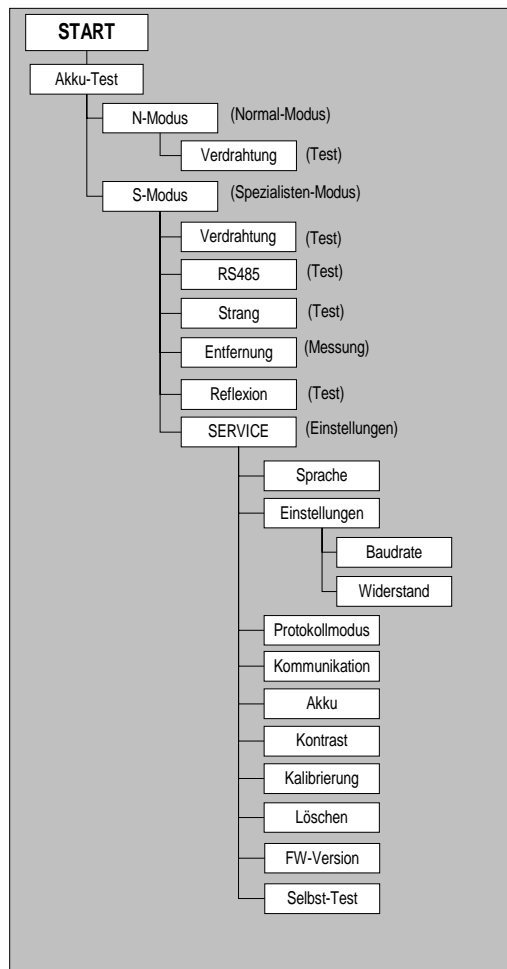 START
Akku-Test
N-Modus (Normal-Modus)
Verdrahtung (Test)
S-Modus (Spezialisten-Modus)
Verdrahtung (Test)
RS485 (Test)
Strang (Test)
Entfernung (Messung)
Reflexion (Test)
SERVICE (Einstellungen)
Sprache
Einstellungen
Baudrate
Widerstand
Protokollmodus
Kommunikation
Akku
Kontrast
Kalibrierung
Löschen
FW-Version
Selbst-Test